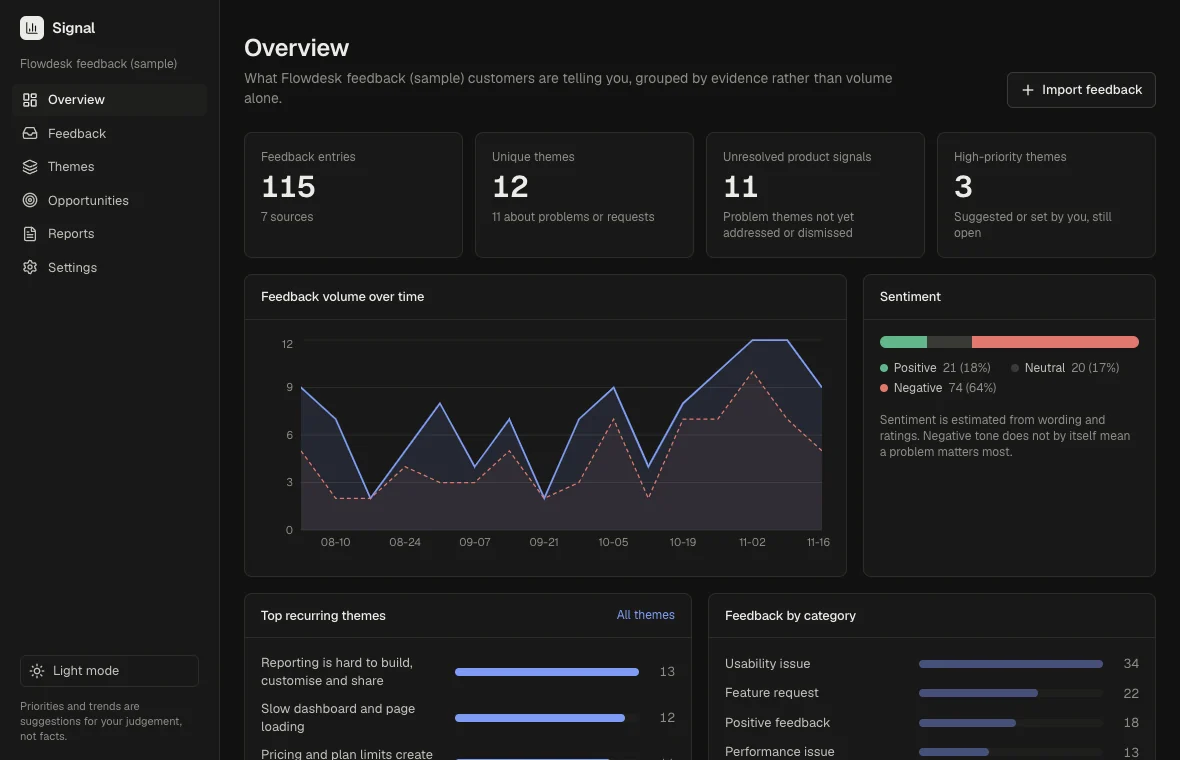 Signal
Flowdesk feedback (sample)
Overview
Feedback
Themes
Opportunities
Reports
Settings
Light mode
Priorities and trends are
suggestions for your judgement,
not facts.
Overview
What Flowdesk feedback (sample) customers are telling you, grouped by evidence rather than volume
alone.
Import feedback
Feedback entries
115
7 sources
Unique themes
12
11 about problems or requests
Unresolved product signals
11
Problem themes not yet
addressed or dismissed
High-priority themes
3
Suggested or set by you, still
open
Feedback volume over time
12
9
6
3
0
08-10 08-24 09-07 09-21 10-05 10-19 11-02 11-16
Sentiment
Positive 21 (18%) Neutral 20 (17%)
Negative 74 (64%)
Sentiment is estimated from wording and
ratings. Negative tone does not by itself mean
a problem matters most.
Top recurring themes All themes
Reporting is hard to build,
customise and share 13
Slow dashboard and page
loading 12
Pricing and plan limits create
Feedback by category
Usability issue 34
Feature request 22
Positive feedback 18
Performance issue 13